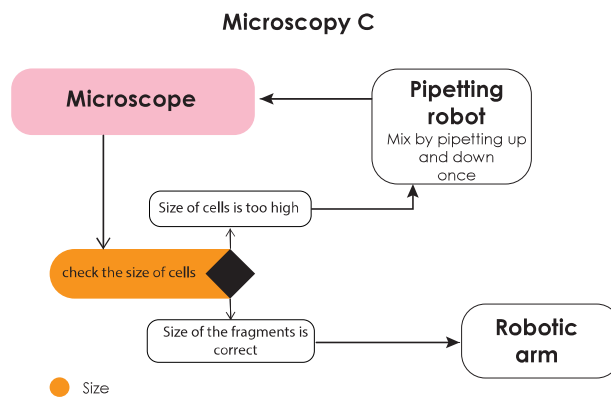 Microscopy C
Microscope
Pipetting
robot
Mix by pipetting up
and down
once
Size of cells is too high
check the size of cells
Size of the fragments is
correct
Robotic
arm
Size